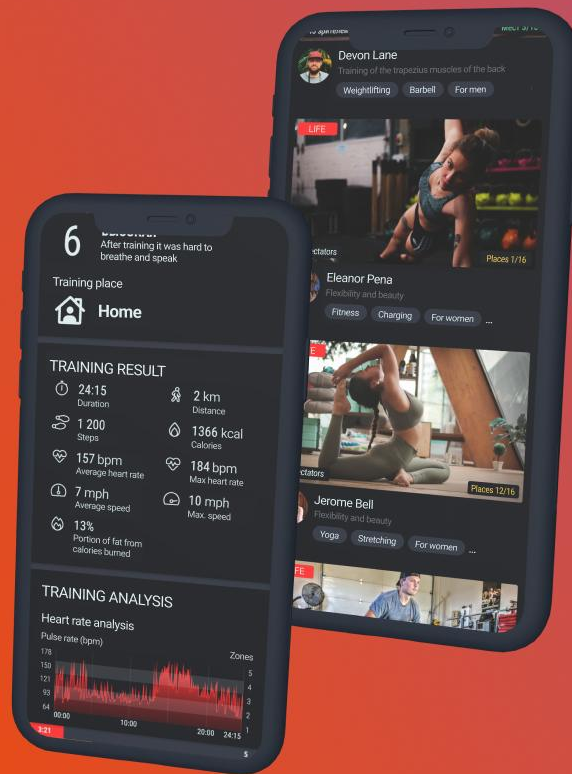 6
After training it was hard to
breathe and speak
Training place
Home
TRAINING RESULT
24:15
Duration
2 km
Distance
1 200
Steps
1366 kcal
Calories
157 bpm
Average heart rate
184 bpm
Max heart rate
7 mph
Average speed
10 mph
Max. speed
13%
Portion of fat from
calories burned
TRAINING ANALYSIS
Heart rate analysis
Pulse rate (bpm)
Zones
178
150
121
93
64
5
4
3
2
1
00:00
10:00
20:00
24:15
3:21
Devon Lane
Training of the trapezius muscles of the back
Weightlifting
Barbell
For men
LIFE
Places 1/16
Eleanor Pena
Flexibility and beauty
Fitness
Charging
For women
...
Places 12/16
Jerome Bell
Flexibility and beauty
Yoga
Stretching
For women
...